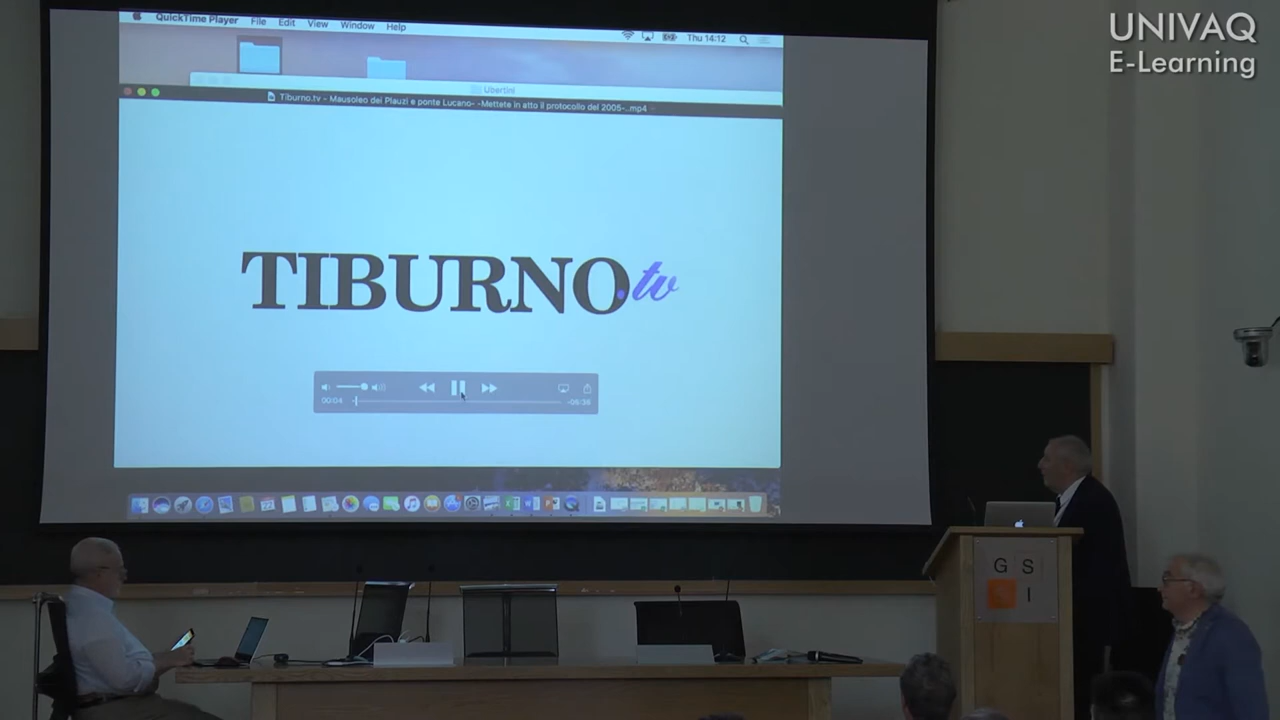 UNIVAQ
E-Learning
QuickTime Player File Edit View Window Help
Thu 14:12
Ubertini
Tiburno.tv - Mausoleo dei Plauzi e ponte Lucano- -Mettete in atto il protocollo del 2005-..mp4
TIBURNO.tv
00:04
-06:38
G S
I